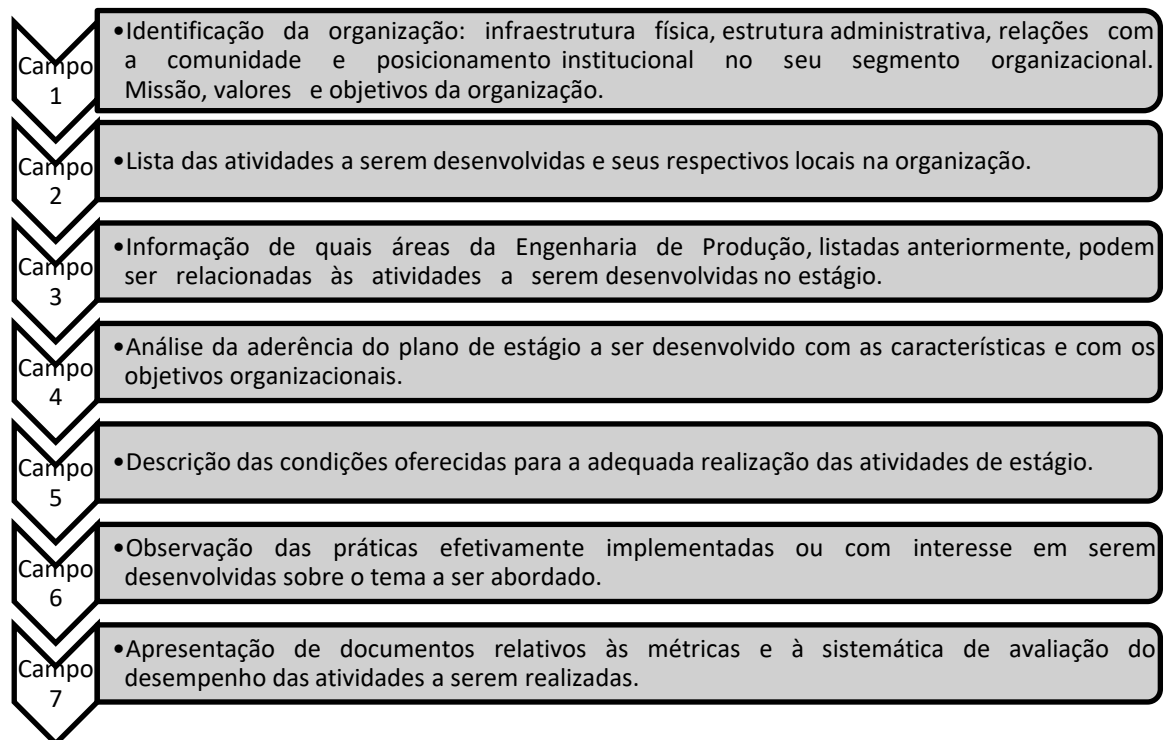 Campo
1
•Identificação da organização: infraestrutura física, estrutura administrativa, relações com
a comunidade e posicionamento institucional no seu segmento organizacional.
Missão, valores e objetivos da organização.
Campo
2
•Lista das atividades a serem desenvolvidas e seus respectivos locais na organização.
Campo
3
•Informação de quais áreas da Engenharia de Produção, listadas anteriormente, podem
ser relacionadas às atividades a serem desenvolvidas no estágio.
Campo
4
•Análise da aderência do plano de estágio a ser desenvolvido com as características e com os
objetivos organizacionais.
Campo
5
•Descrição das condições oferecidas para a adequada realização das atividades de estágio.
Campo
6
•Observação das práticas efetivamente implementadas ou com interesse em serem
desenvolvidas sobre o tema a ser abordado.
Campo
7
•Apresentação de documentos relativos às métricas e à sistemática de avaliação do
desempenho das atividades a serem realizadas.